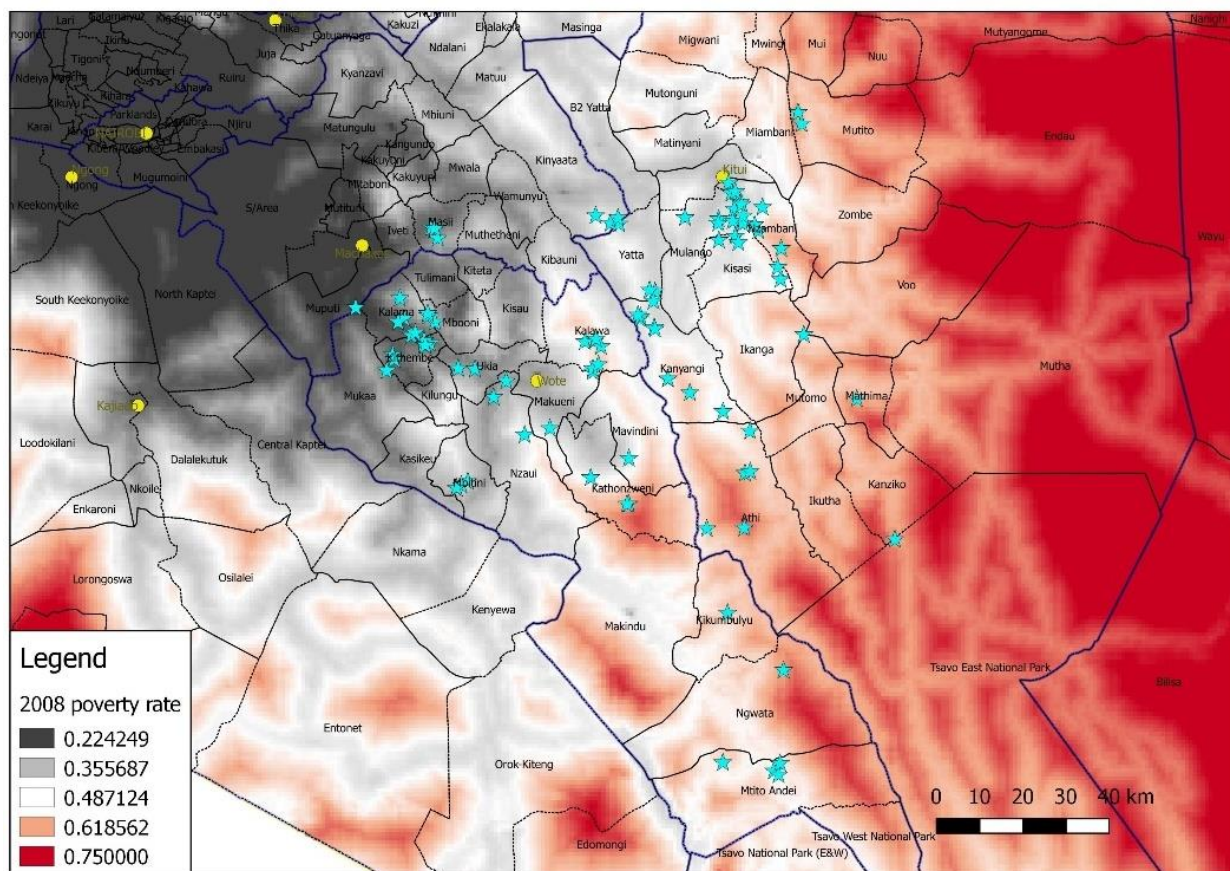 Lari
Kakuzi
Masinga
Ekalakala
Thika
Gatuanyaga
Ndalani
Migwani
Mwingi
Mui
Nuu
Mutyangome
Ikinu
Juja
Tigoni
Ndeiya
Ndumberi
Ruiru
Kyanzavi
Matuu
Mutonguni
Kahawa
B2 Yatta
Zikuyu
Parklands
Mbiuni
Miambani
Karai
Njiru
Matungulu
Mutito
Endau
Embakasi
Kangundo
Matinyani
Kakuyoni
Kinyaata
Ngong
Mwala
Kitui
Ngong
Mugumoini
Mitaboni
Kakuyuni
Wamunyu
Keekonyoike
S/Area
Mutituni
Zombe
Masii
Iveti
Muthetheni
Nzambani
Wayu
Machakos
Kibauni
Yatta
Mulango
Kisasi
Tulimani
Kiteta
Voo
South Keekonyoike
North Kaptei
Muputi
Kalama
Mbooni
Kisau
Kalawa
Ikanga
Kithembe
Ukia
Mutha
Wote
Kanyangi
Mukaa
Kilungu
Makueni
Mutomo
Mathima
Kajiado
Loodokilani
Dalalekutuk
Central Kaptei
Kasikeu
Mavindini
Nzaui
Mbitini
Kathonzweni
Ikutha
Kanziko
Nkoile
Enkaroni
Athi
Nkama
Lorongoswa
Osilalei
Kenyewa
Makindu
Kikumbulyu
Tsavo East National Park
Bilisa
Ngwata
Entonet
Orok-Kiteng
Mtito Andei
Edomongi
Tsavo West National Park
Tsavo National Park (E&W)
Legend
2008 poverty rate
0.224249
0.355687
0.487124
0.618562
0.750000
0 10 20 30 40 km